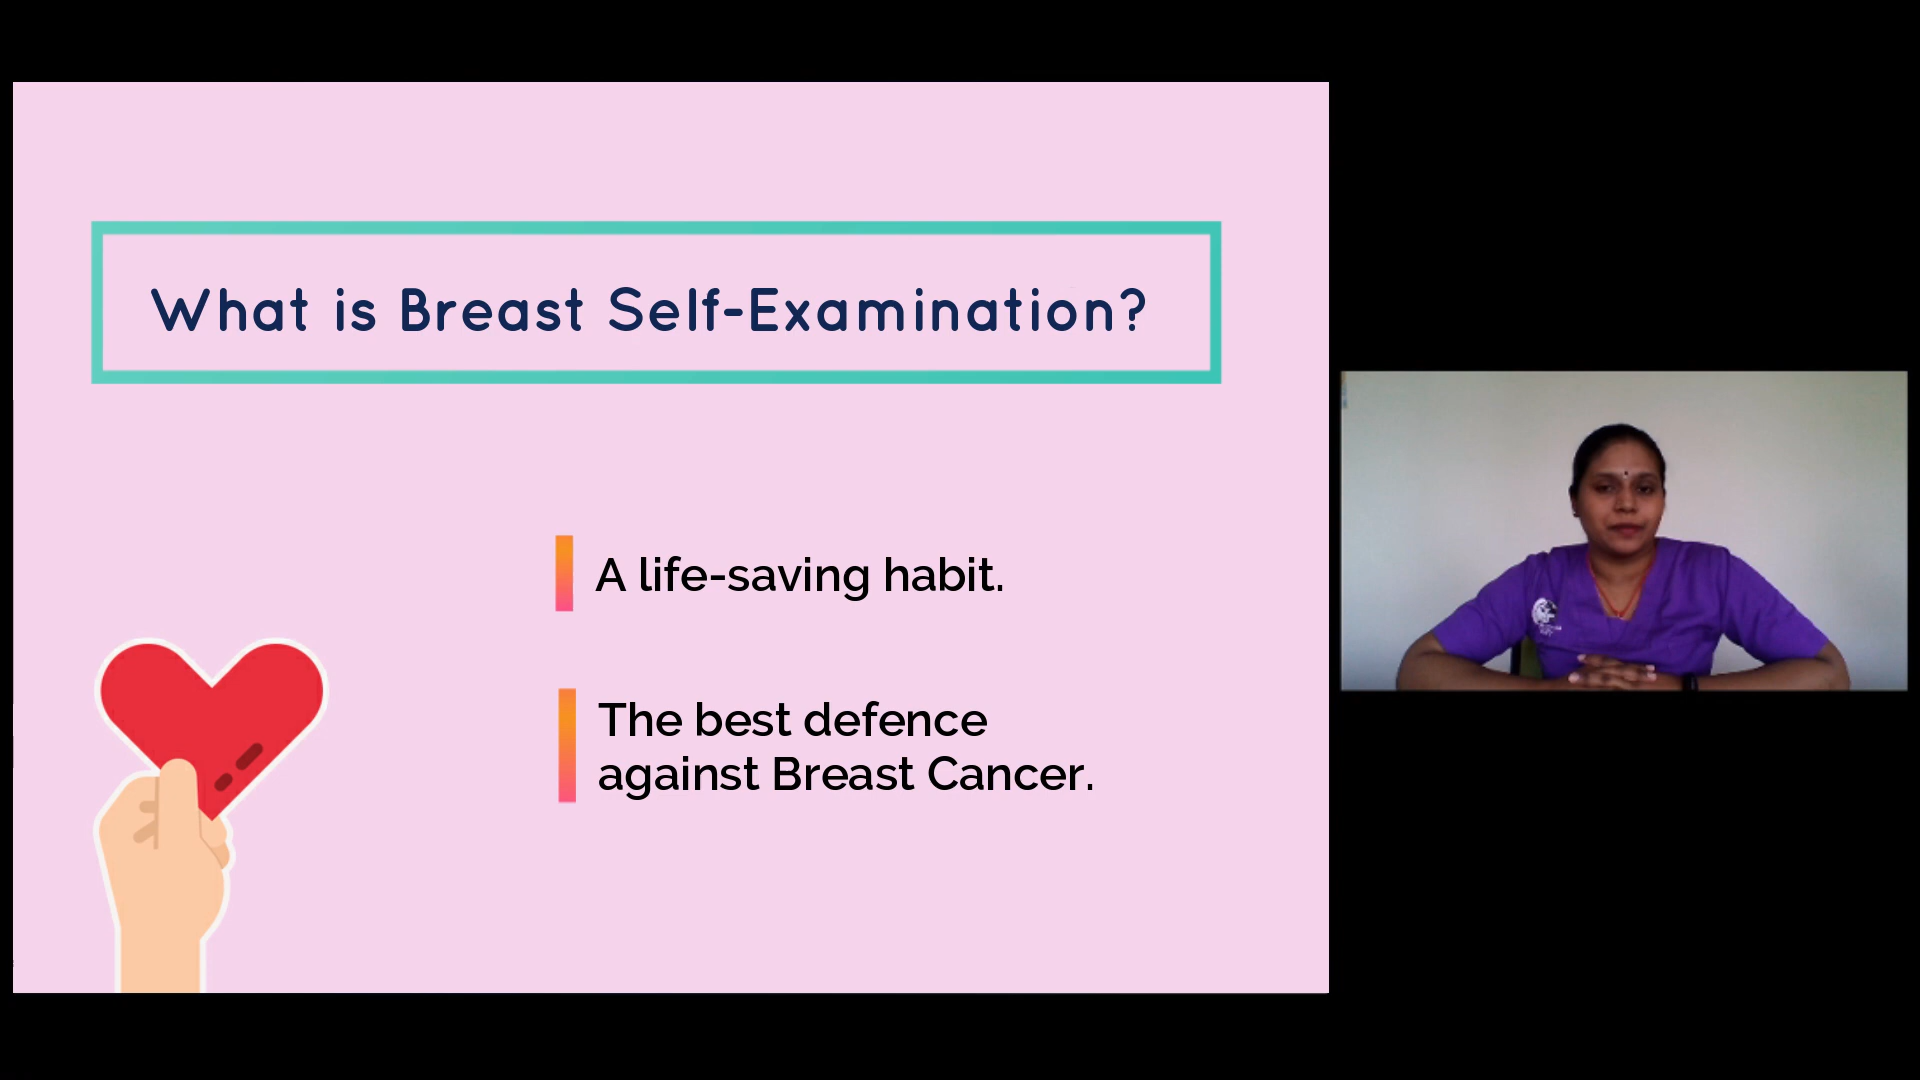 What is Breast Self-Examination?
A life-saving habit.
The best defence
against Breast Cancer.